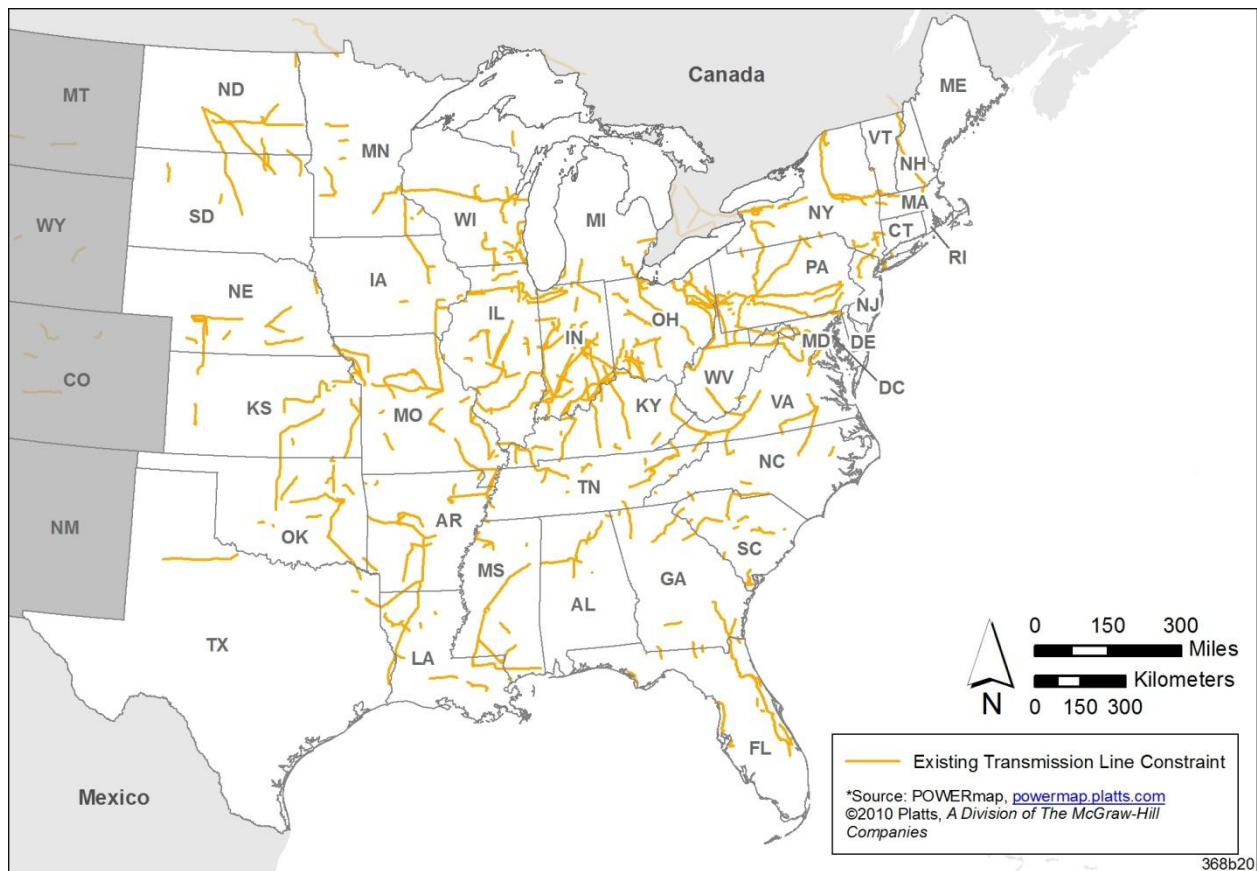 Canada
ME
MT
ND
MN
VT
NH
WI
MI
NY
MA
SD
WY
CT
RI
IA
PA
NE
NJ
IL
OH
IN
MD
DE
CO
WV
DC
KS
MO
KY
VA
NC
TN
NM
OK
AR
SC
MS
GA
AL
TX
LA
FL
Mexico
0 150 300
Miles
Kilometers
0 150 300
N
Existing Transmission Line Constraint
*Source: POWERmap, powermap.platts.com
©2010 Platts, A Division of The McGraw-Hill
Companies
368b20